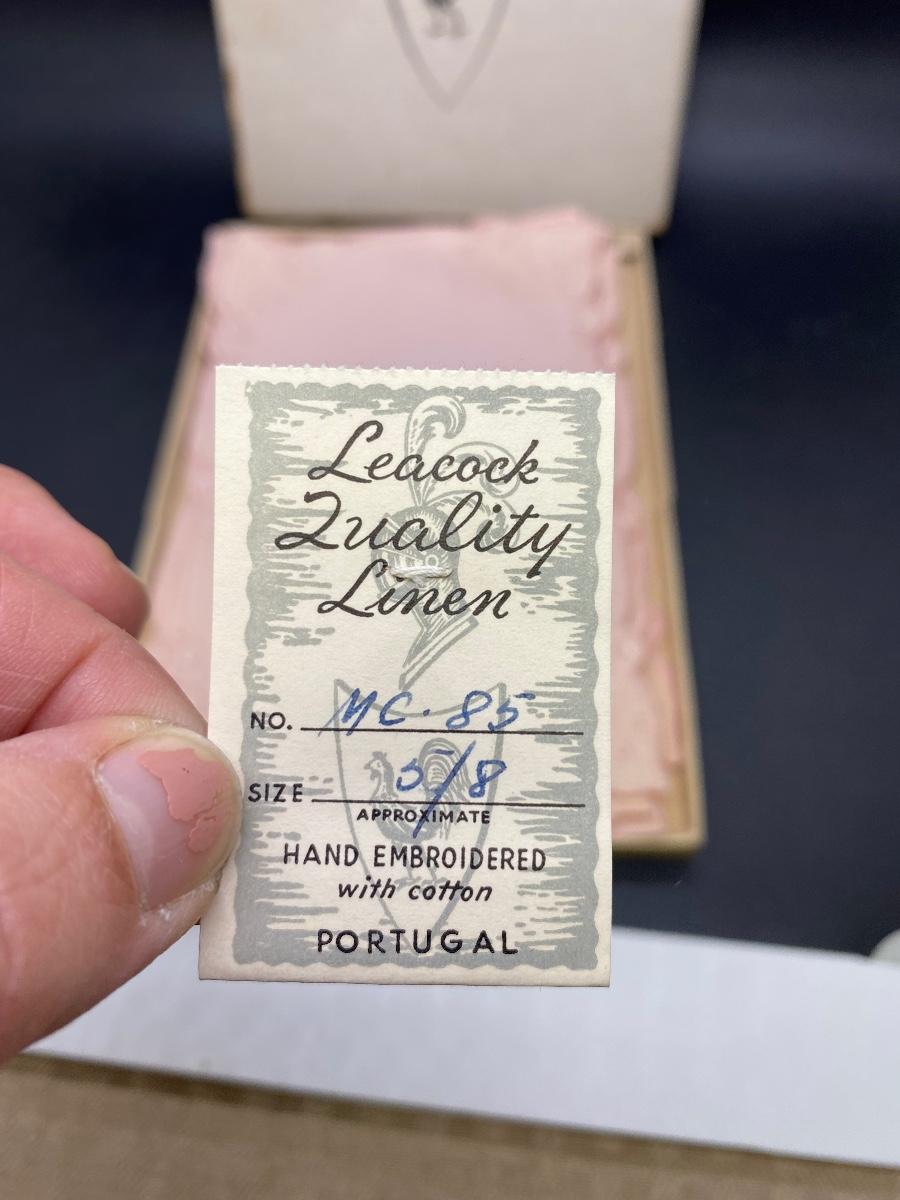 Leacock
Quality
Linen
NO. MC. 85
SIZE 5/8
APPROXIMATE
HAND EMBROIDERED
with cotton
PORTUGAL